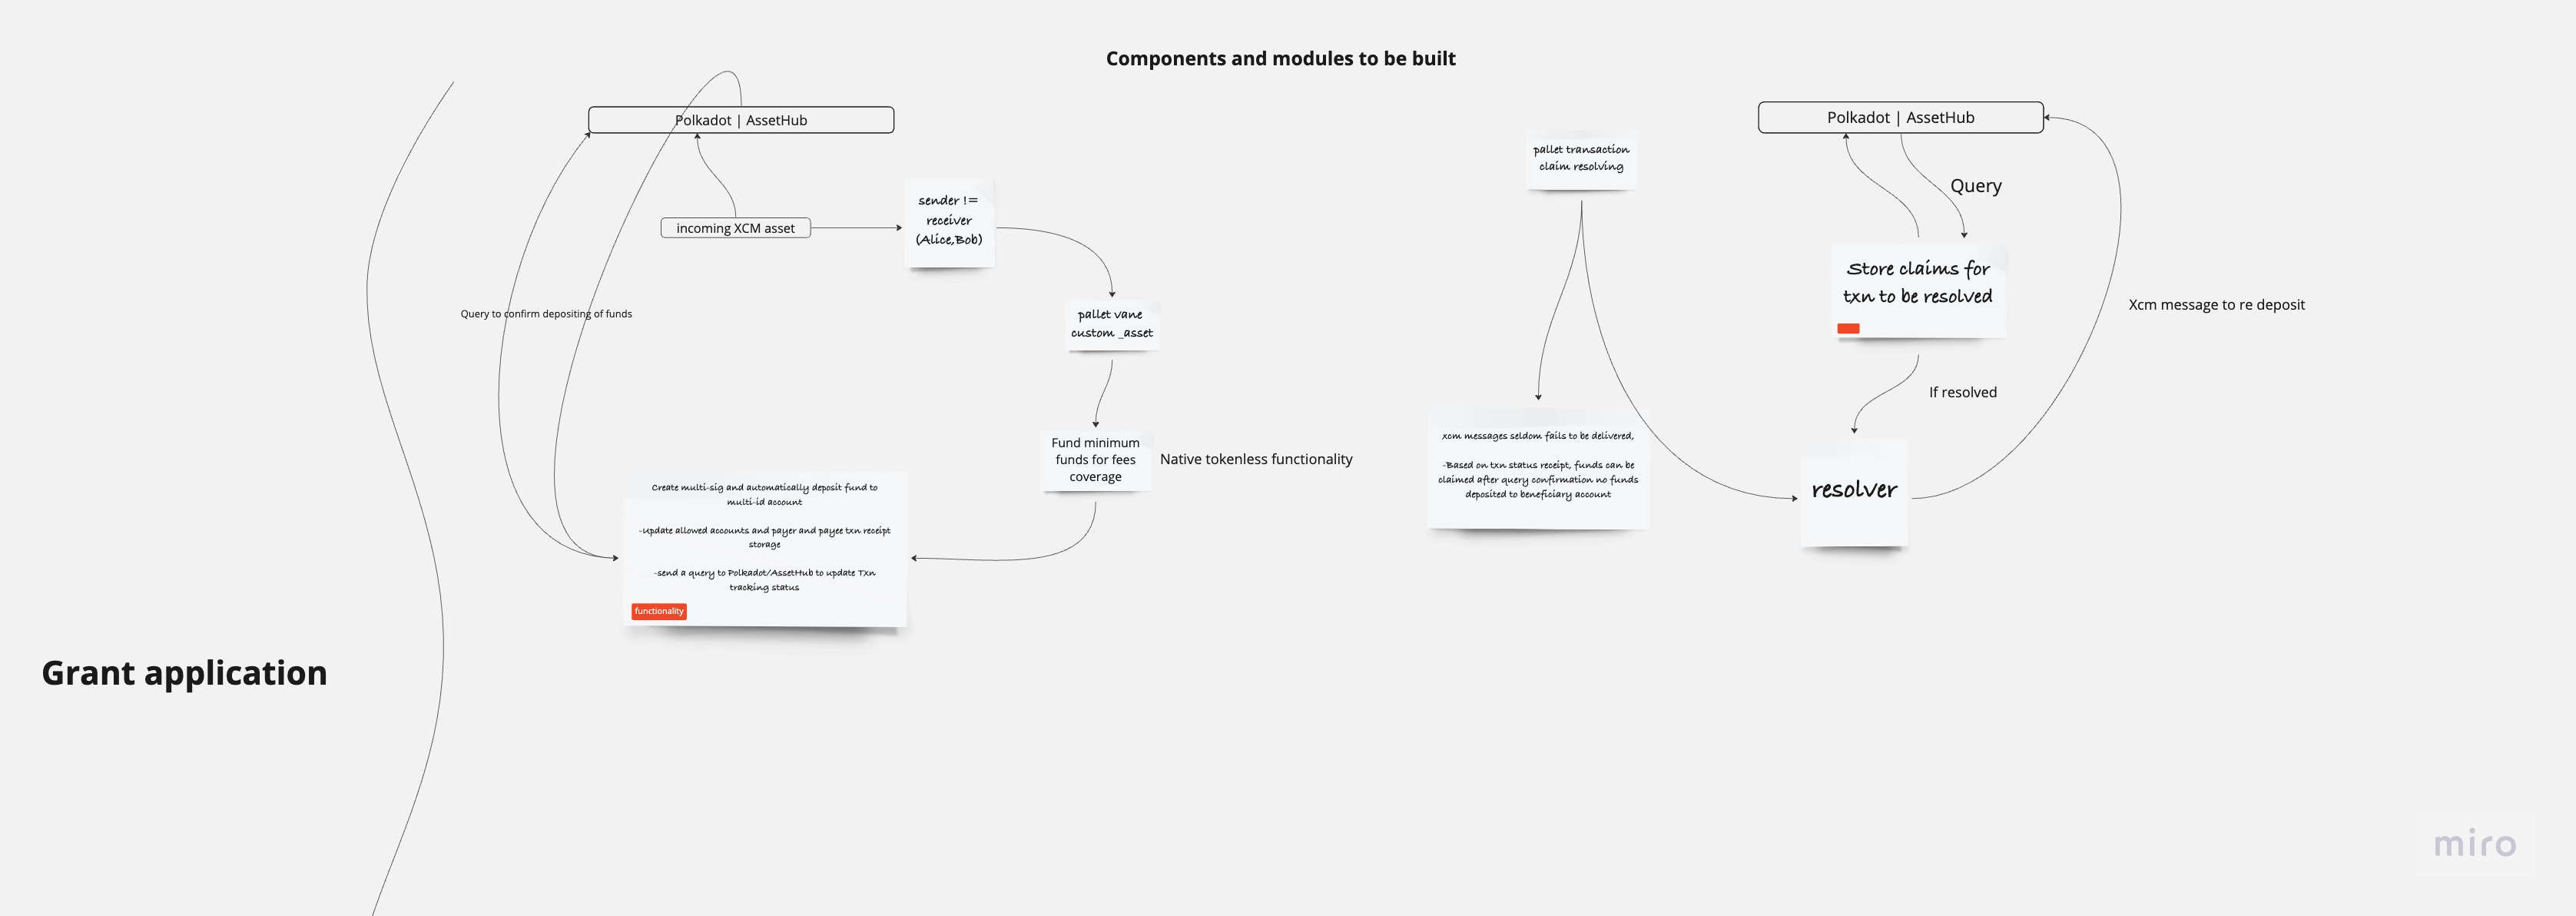 Components and modules to be built
Polkadot | AssetHub
incoming XCM asset
sender !=
receiver
(Alice,Bob)
Query to confirm depositing of funds
pallet vane
custom _asset
Fund minimum
funds for fees
coverage
Native tokenless functionality
Create multi-sig and automatically deposit fund to
multi-id account
-Update allowed accounts and payer and payee txn receipt
storage
-send a query to Polkadot/AssetHub to update Txn
tracking status
functionality
pallet transaction
claim resolving
xcm messages seldom fails to be delivered,
-Based on txn status receipt, funds can be
claimed after query confirmation no funds
deposited to beneficiary account
Polkadot | AssetHub
Query
Store claims for
txn to be resolved
Xcm message to re deposit
If resolved
resolver
Grant application
miro